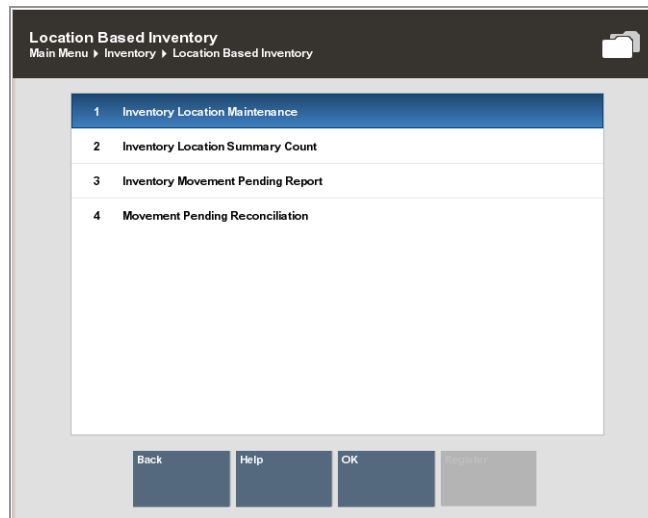 Location Based Inventory
Main Menu ▸ Inventory ▸ Location Based Inventory
1 Inventory Location Maintenance
2 Inventory Location Summary Count
3 Inventory Movement Pending Report
4 Movement Pending Reconciliation
Back Help OK Register